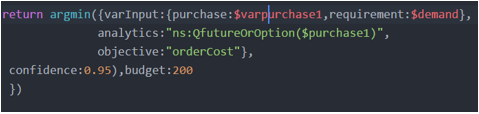 return argmin({varInput:{purchase:$varpurchase1,requirement:$demand},
analytics:"ns:QfutureOrOption($purchase1)",
objective:"orderCost"},
confidence:0.95),budget:200
})